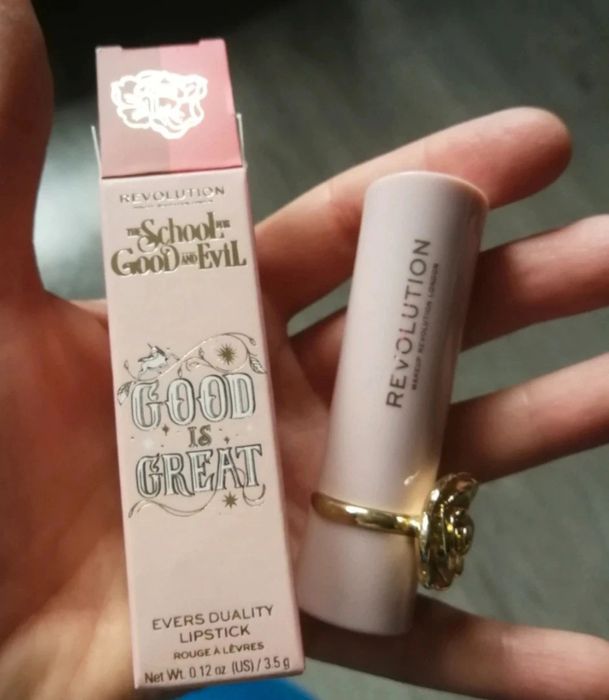 REVOLUTION
THE School FOR
GOOD AND EVIL
GOOD
IS
GREAT
EVERS DUALITY
LIPSTICK
ROUGE À LÈVRES
Net Wt. 0.12 oz (US) / 3.5 g
REVOLUTION
MAKEUP REVOLUTION LONDON